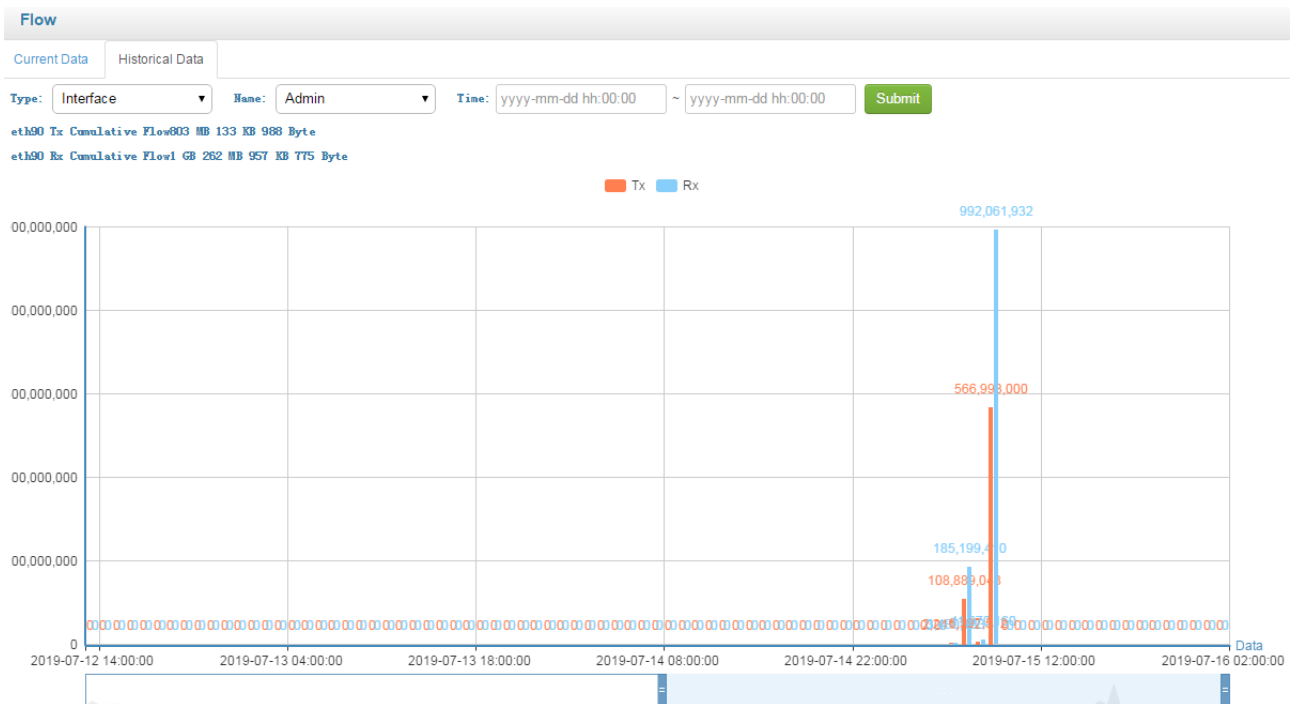 Flow
Current Data Historical Data
Type: Interface Name: Admin Time: yyyy-mm-dd hh:00:00 ~ yyyy-mm-dd hh:00:00 Submit
eth90 Tx Cumulative Flow803 MB 133 KB 988 Byte
eth90 Rx Cumulative Flow1 GB 262 MB 957 KB 775 Byte
Tx Rx
992,061,932
00,000,000
00,000,000
00,000,000
566,993,000
00,000,000
185,199,4 0
00,000,000
108,889,043
0
Data
2019-07-12 14:00:00 2019-07-13 04:00:00 2019-07-13 18:00:00 2019-07-14 08:00:00 2019-07-14 22:00:00 2019-07-15 12:00:00 2019-07-16 02:00:00